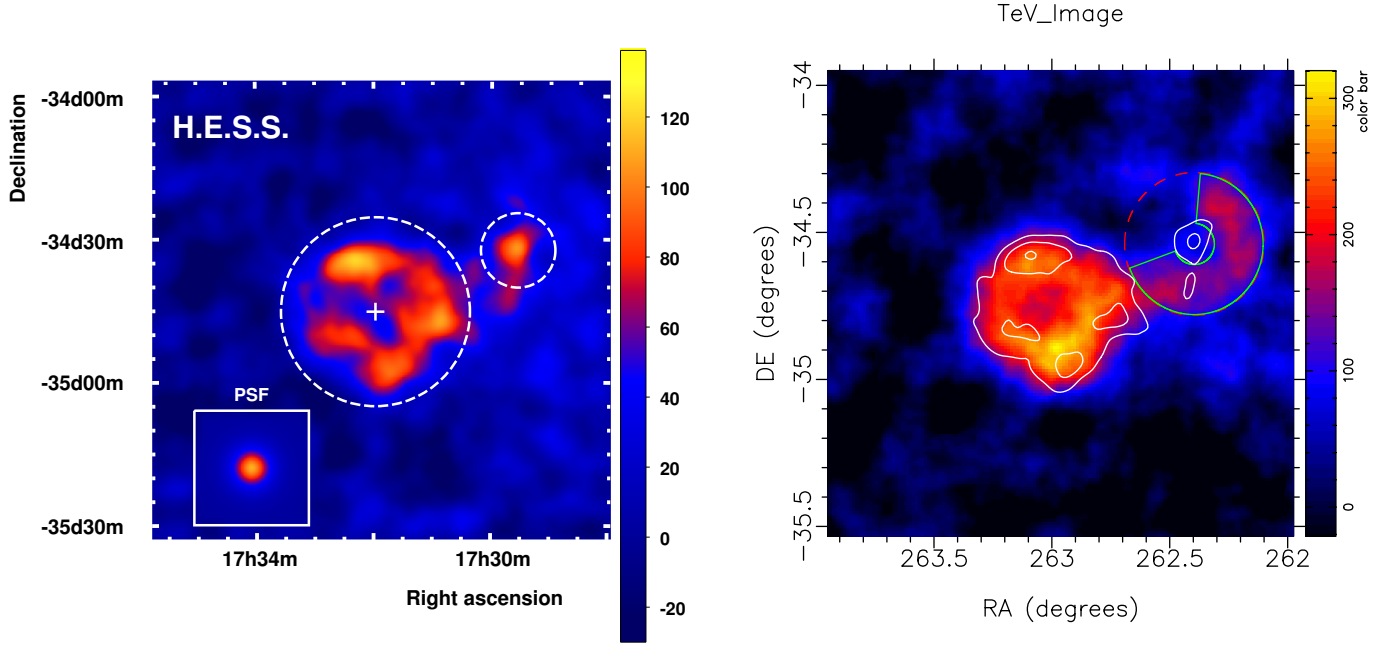 TeV_Image
Declination
H.E.S.S.
-34d00m
-34d30m
-35d00m
-35d30m
PSF
17h34m
17h30m
Right ascension
120
100
80
60
40
20
0
-20
−34
−34.5
−35
−35.5
DE (degrees)
263.5
263
262.5
262
RA (degrees)
300
200
100
0
color bar